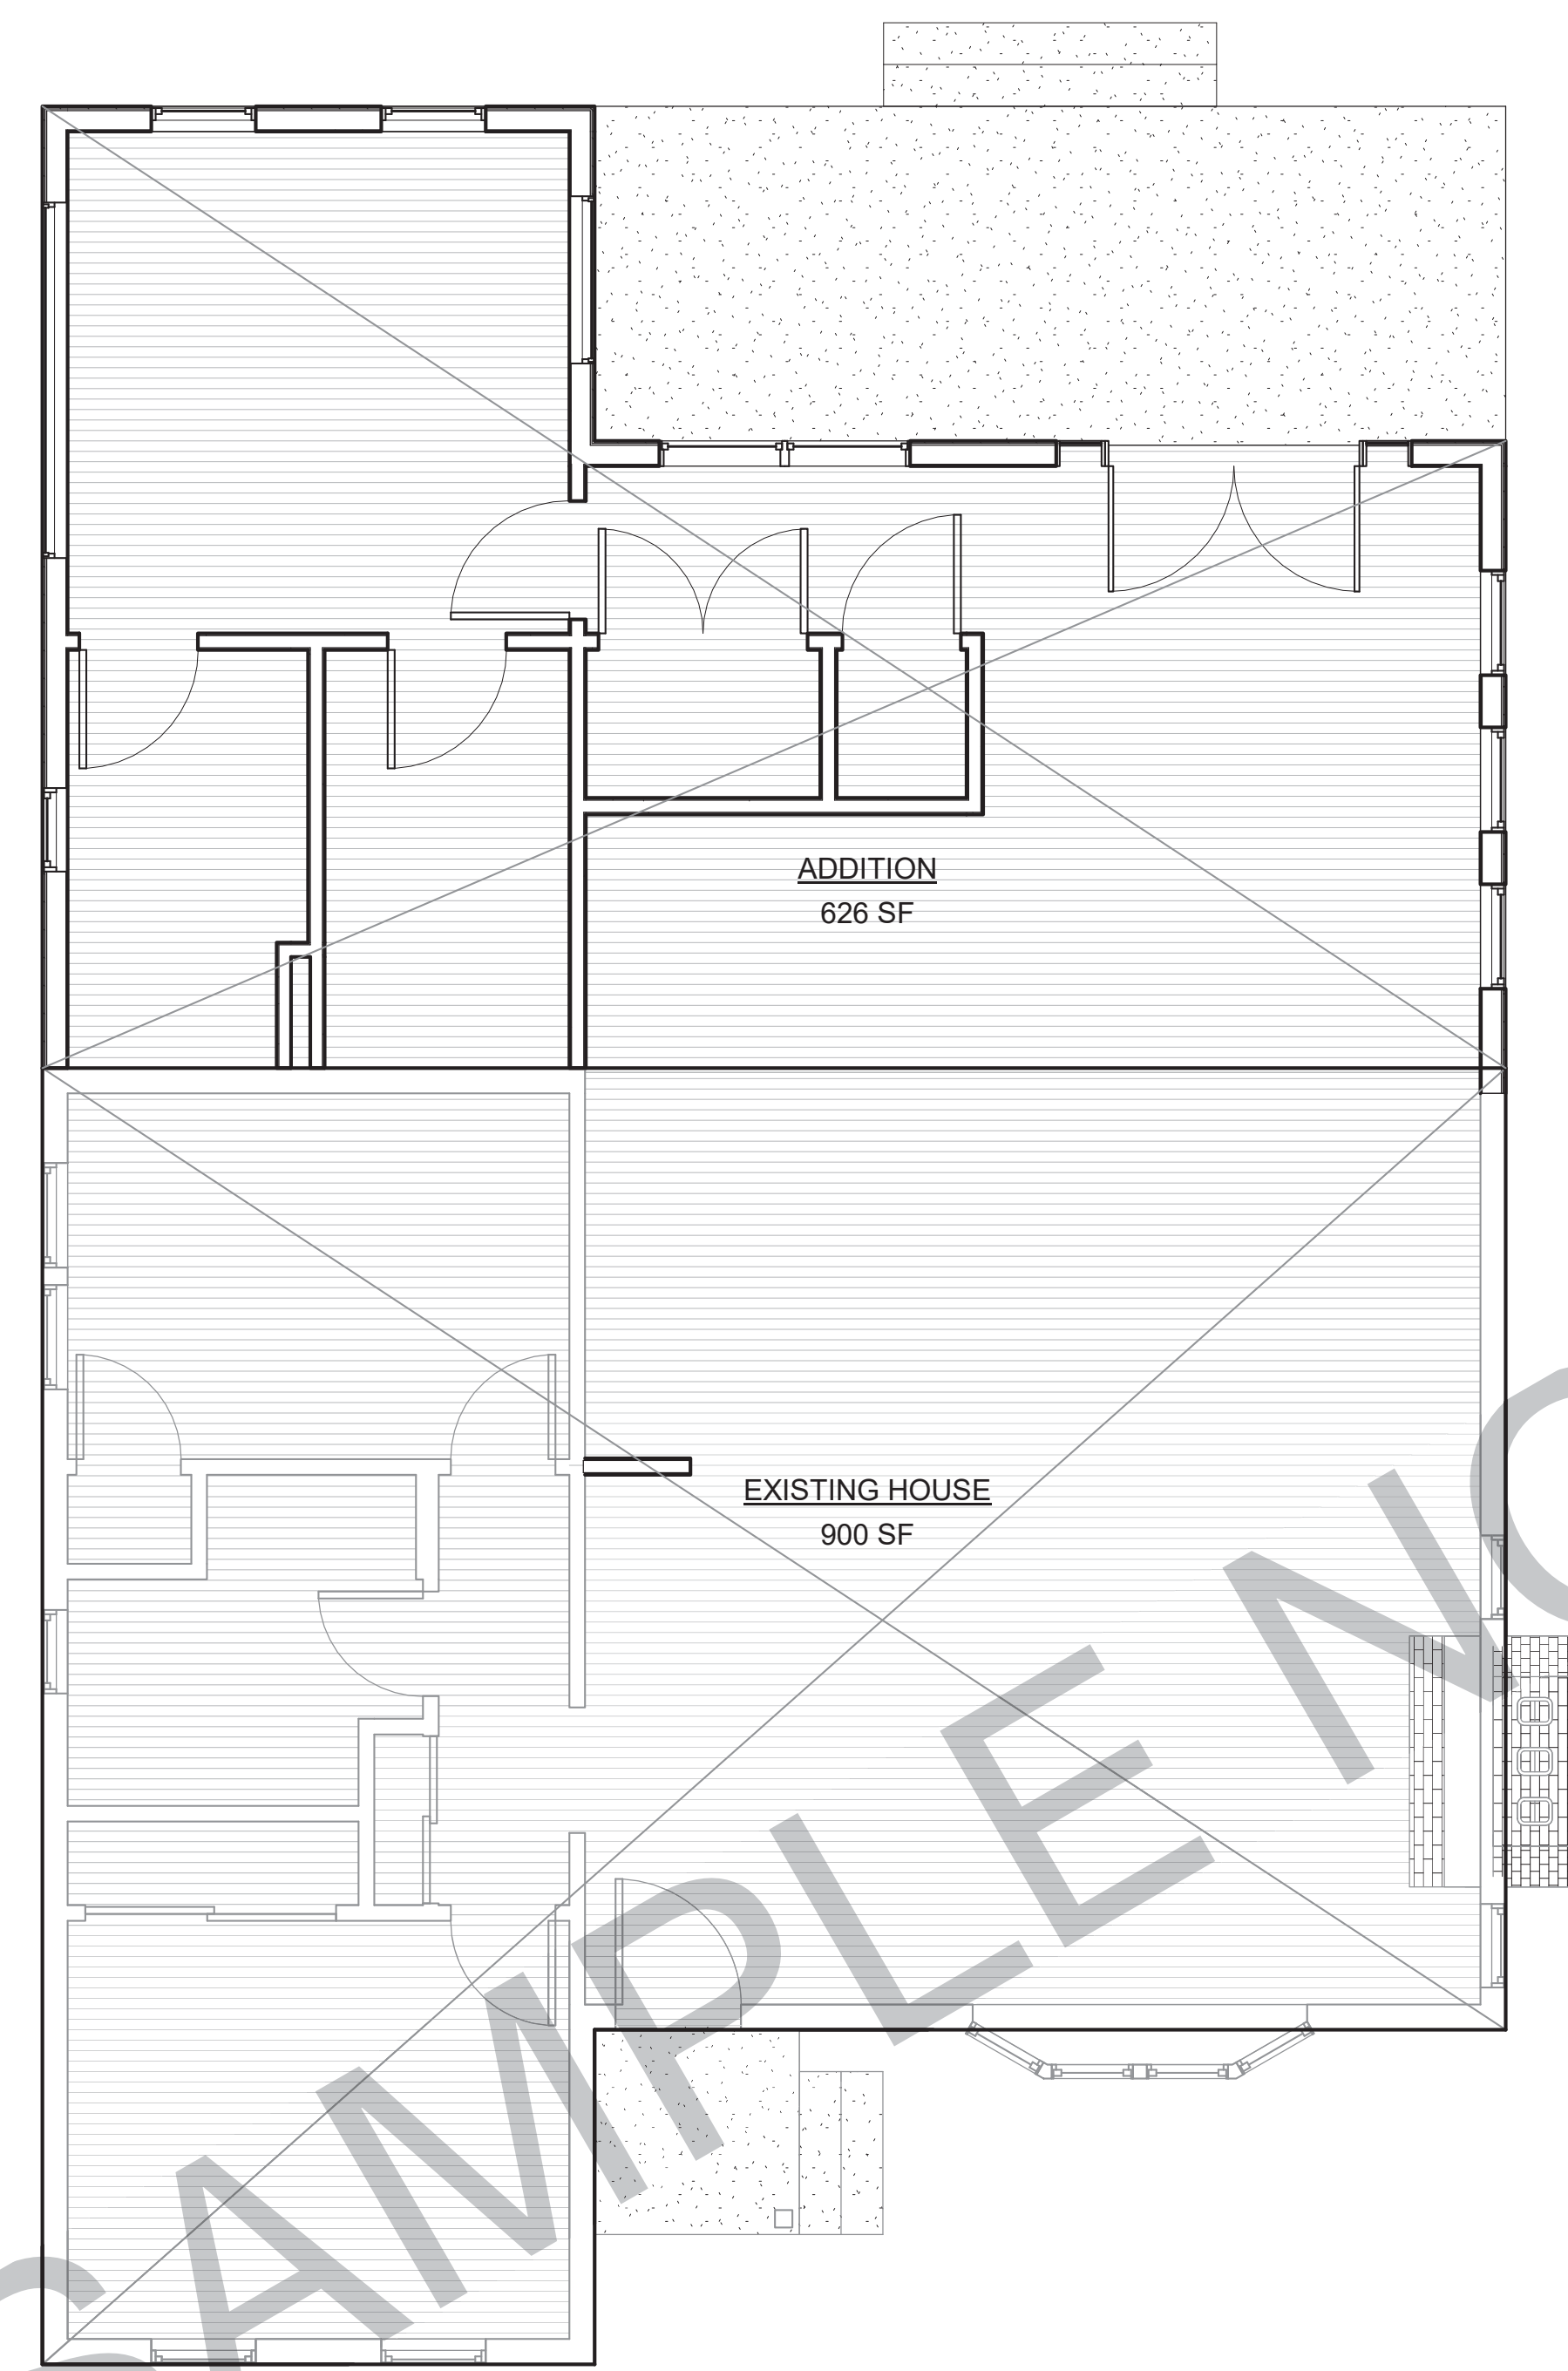 ADDITION
626 SF
EXISTING HOUSE
900 SF
SAMPLE NO